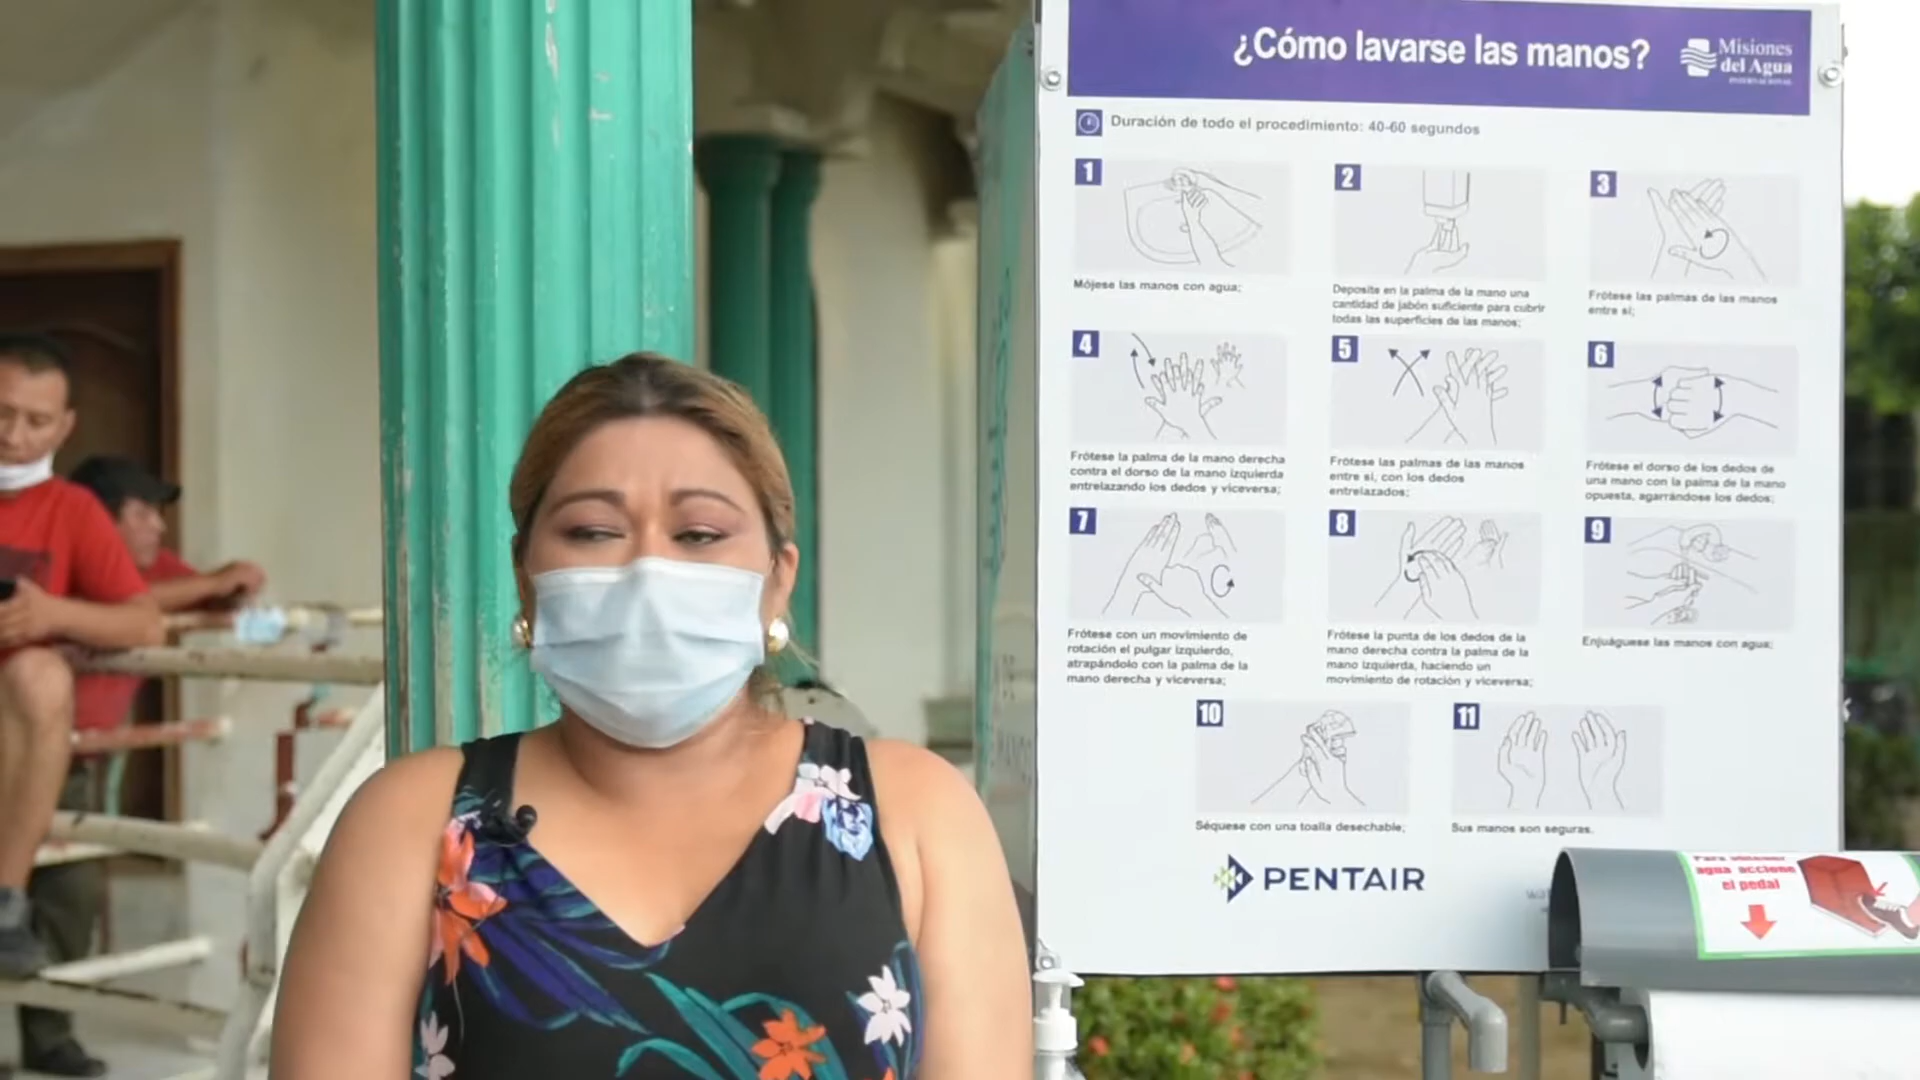 ¿Cómo lavarse las manos?
Misiones
del Agua
INTERNACIONAL
Duración de todo el procedimiento: 40-60 segundos
1
2
3
Mójese las manos con agua;
Deposite en la palma de la mano una
cantidad de jabón suficiente para cubrir
todas las superficies de las manos;
Frótese las palmas de las manos
entre sí;
4
5
6
Frótese la palma de la mano derecha
contra el dorso de la mano izquierda
entrelazando los dedos y viceversa;
Frótese las palmas de las manos
entre sí, con los dedos
entrelazados;
Frótese el dorso de los dedos de
una mano con la palma de la mano
opuesta, agarrándose los dedos;
7
8
9
Frótese con un movimiento de
rotación el pulgar izquierdo,
atrapándolo con la palma de la
mano derecha y viceversa;
Frótese la punta de los dedos de la
mano derecha contra la palma de la
mano izquierda, haciendo un
movimiento de rotación y viceversa;
Enjuáguese las manos con agua;
10
11
Séquese con una toalla desechable;
Sus manos son seguras.
PENTAIR
Para obtener
agua accione
el pedal